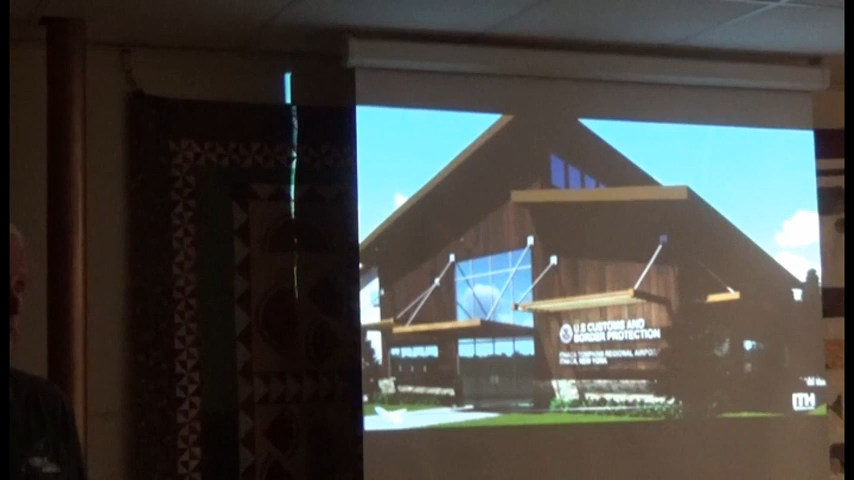 U.S CUSTOMS AND
BORDER PROTECTION
ITHACA TOMPKINS REGIONAL AIRPORT
ITHACA, NEW YORK
ITH